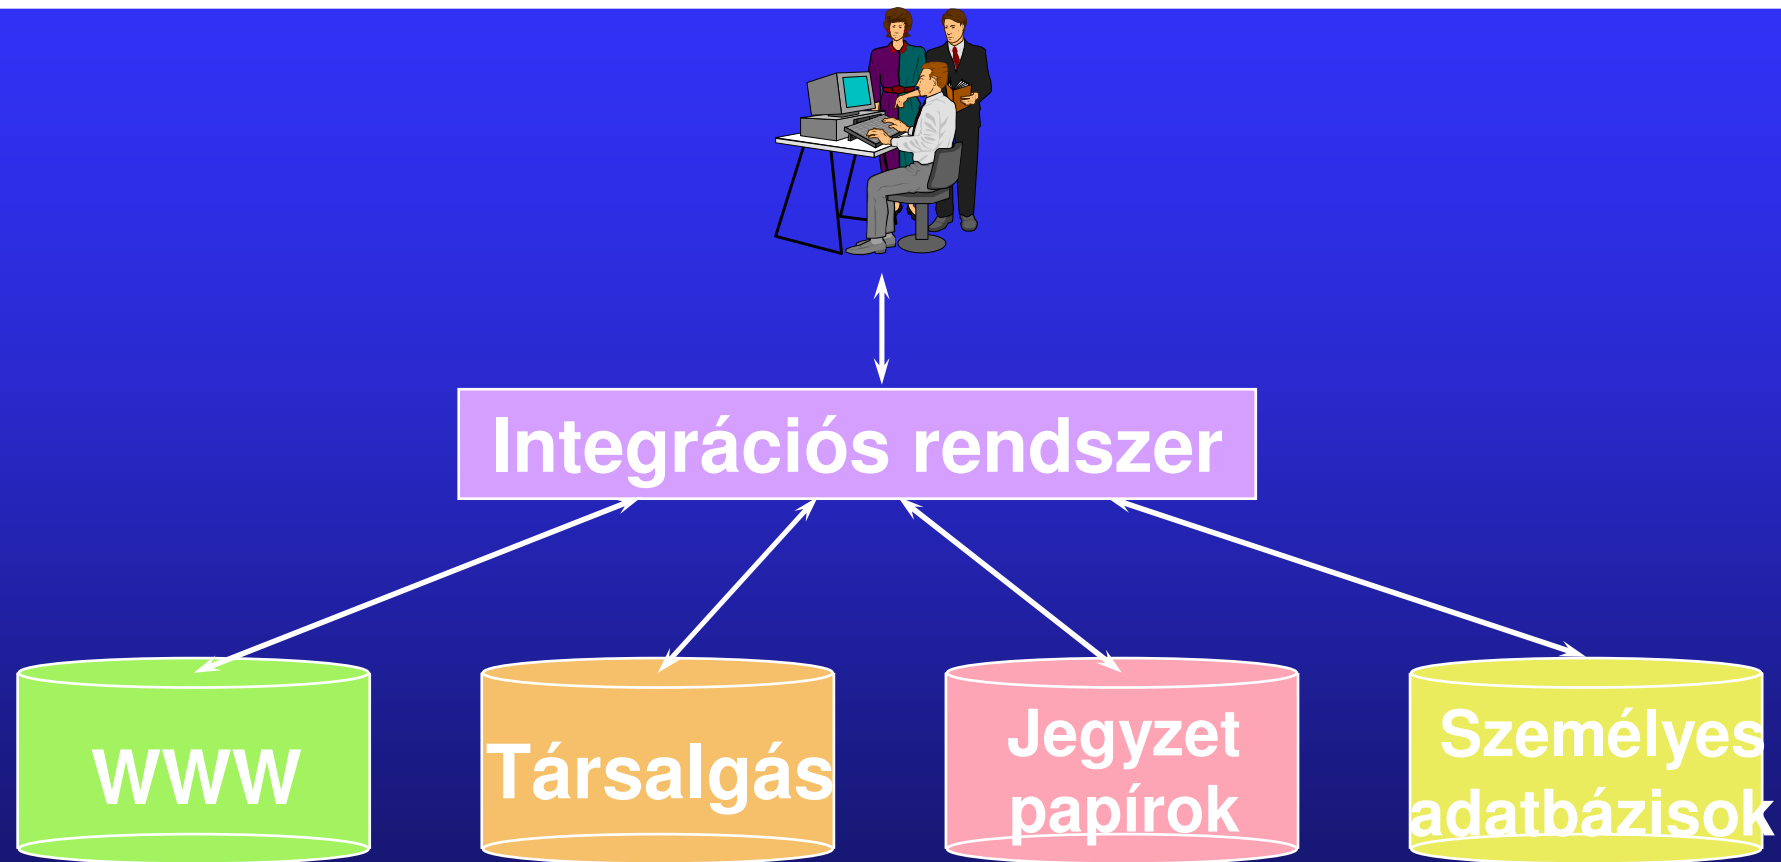 Integrációs rendszer
WWW
Társalgás
Jegyzet
papírok
Személyes
adatbázisok